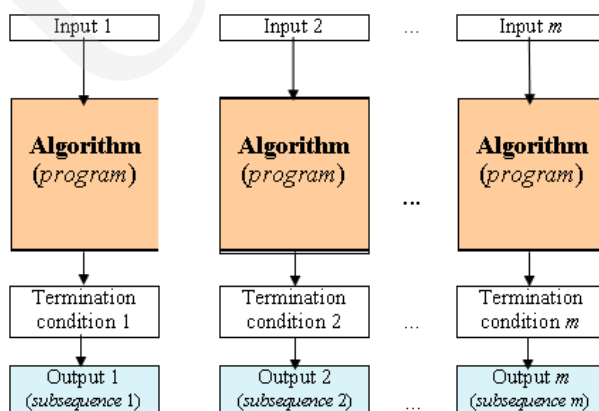 Input 1 Input 2 ... Input m
Algorithm Algorithm Algorithm
(program) (program) (program)
...
Termination Termination Termination
condition 1 condition 2 ... condition m
Output 1 Output 2 Output m
(subsequence 1) (subsequence 2) ... (subsequence m)